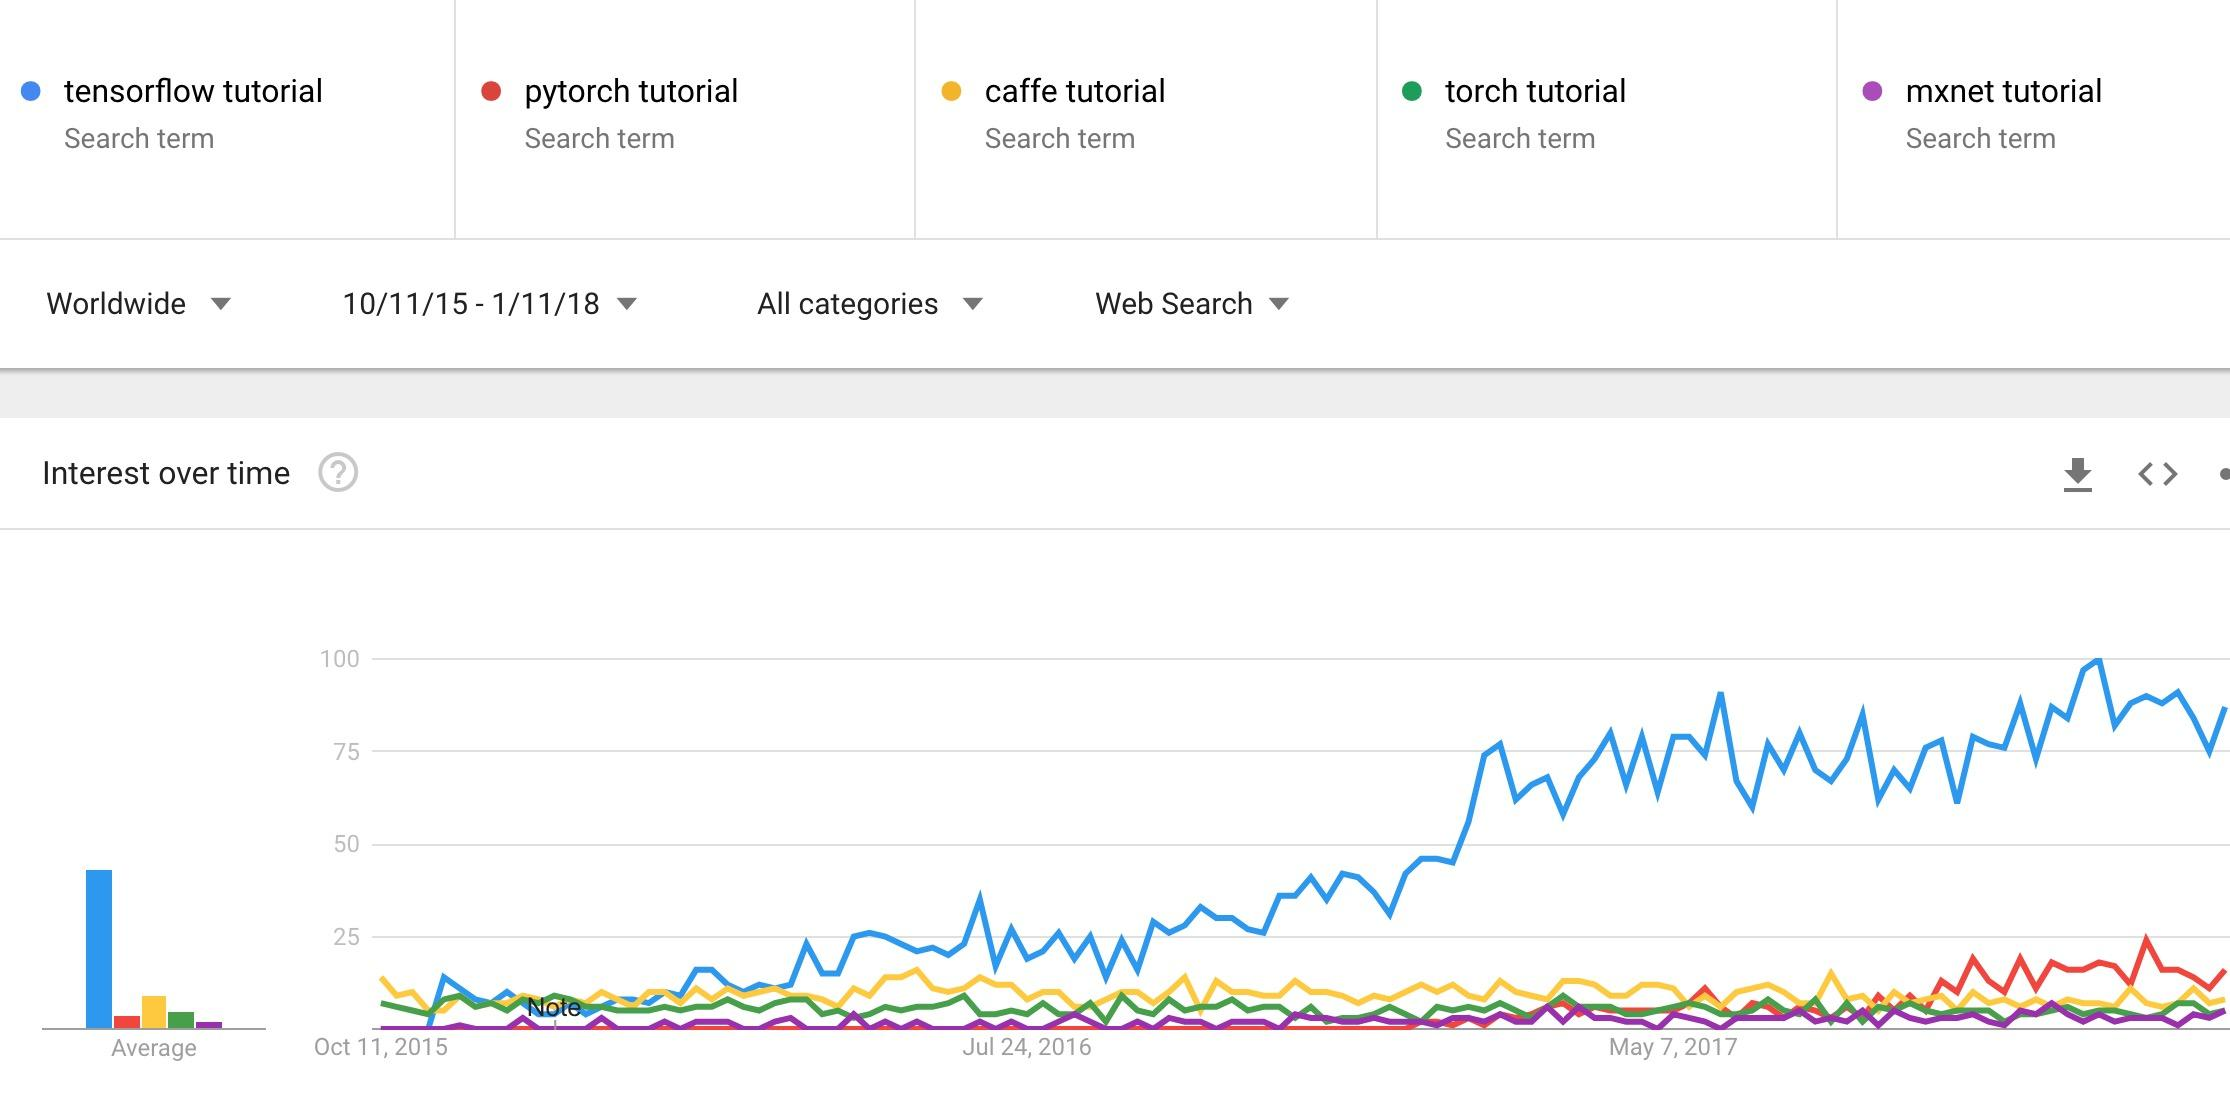 tensorflow tutorial
Search term
pytorch tutorial
Search term
caffe tutorial
Search term
torch tutorial
Search term
mxnet tutorial
Search term
Worldwide
10/11/15 - 1/11/18
All categories
Web Search
Interest over time
?
100
75
50
25
Note
Average
Oct 11, 2015
Jul 24, 2016
May 7, 2017